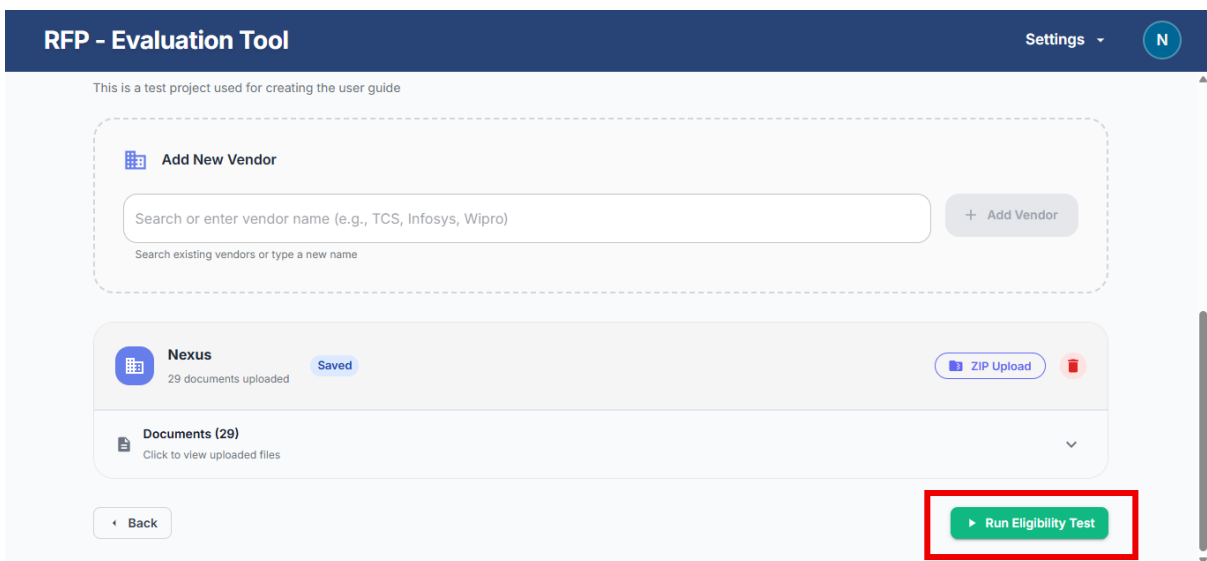 RFP - Evaluation Tool
Settings
N
This is a test project used for creating the user guide
Add New Vendor
Search or enter vendor name (e.g., TCS, Infosys, Wipro)
+ Add Vendor
Search existing vendors or type a new name
Nexus
29 documents uploaded
Saved
ZIP Upload
Documents (29)
Click to view uploaded files
Back
Run Eligibility Test